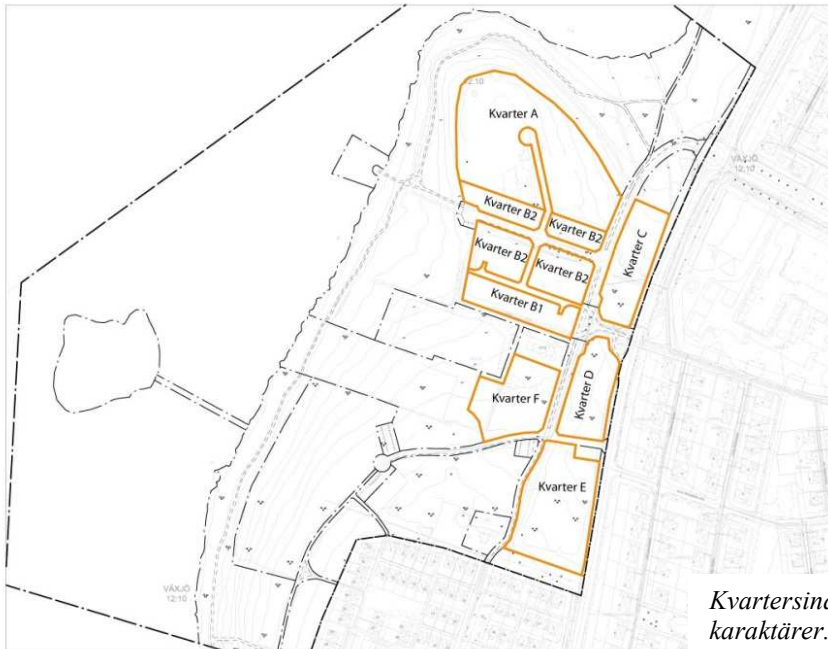 12.10
Kvarter A
VÄXJÖ
12.10
Kvarter B2
Kvarter B2
Kvarter C
Kvarter B2
Kvarter B2
Kvarter B1
Kvarter D
Kvarter F
Kvarter E
VÄXJÖ
12:10
Kvartersind
karaktärer.